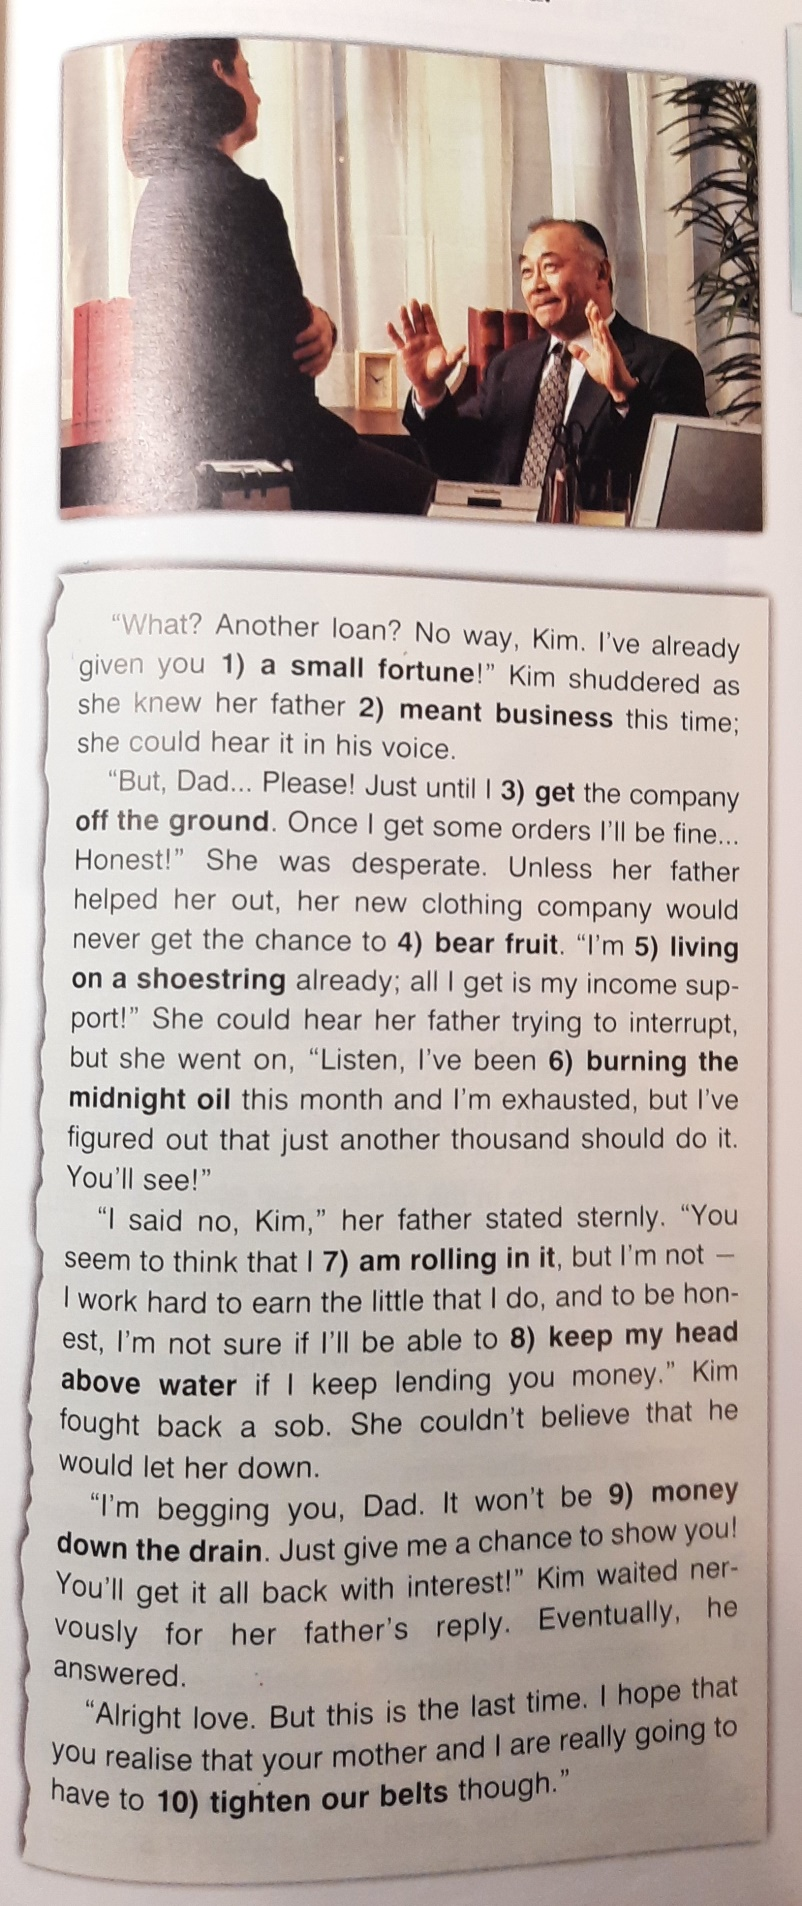 "What? Another loan? No way, Kim. I've already
given you 1) a small fortune!" Kim shuddered as
she knew her father 2) meant business this time;
she could hear it in his voice.
"But, Dad... Please! Just until I 3) get the company
off the ground. Once I get some orders I'll be fine...
Honest!" She was desperate. Unless her father
helped her out, her new clothing company would
never get the chance to 4) bear fruit. "I'm 5) living
on a shoestring already; all I get is my income sup-
port!" She could hear her father trying to interrupt,
but she went on, "Listen, I've been 6) burning the
midnight oil this month and I'm exhausted, but I've
figured out that just another thousand should do it.
You'll see!"
"I said no, Kim," her father stated sternly. "You
seem to think that I 7) am rolling in it, but I'm not –
I work hard to earn the little that I do, and to be hon-
est, I'm not sure if I'll be able to 8) keep my head
above water if I keep lending you money." Kim
fought back a sob. She couldn't believe that he
would let her down.
"I'm begging you, Dad. It won't be 9) money
down the drain. Just give me a chance to show you!
You'll get it all back with interest!" Kim waited ner-
vously for her father's reply. Eventually, he
answered.
"Alright love. But this is the last time. I hope that
you realise that your mother and I are really going to
have to 10) tighten our belts though."